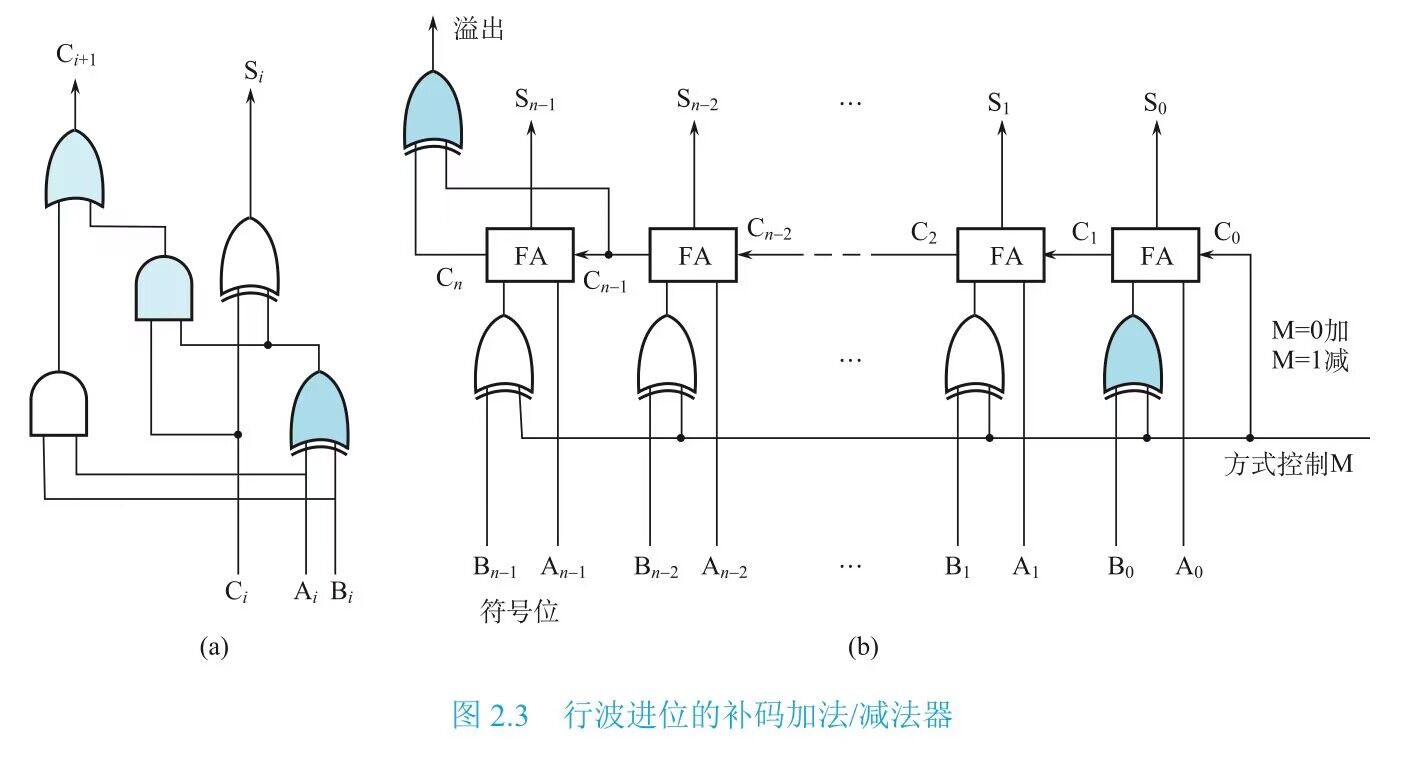 C_{i+1}
S_i
C_i A_i B_i
(a)
溢出
S_{n–1} S_{n–2} ··· S_1 S_0
C_n FA C_{n–1} FA C_{n–2} C_2 FA C_1 FA C_0
···
M=0加
M=1减
方式控制M
B_{n–1} A_{n–1} B_{n–2} A_{n–2} ··· B_1 A_1 B_0 A_0
符号位
(b)
图 2.3 行波进位的补码加法/减法器